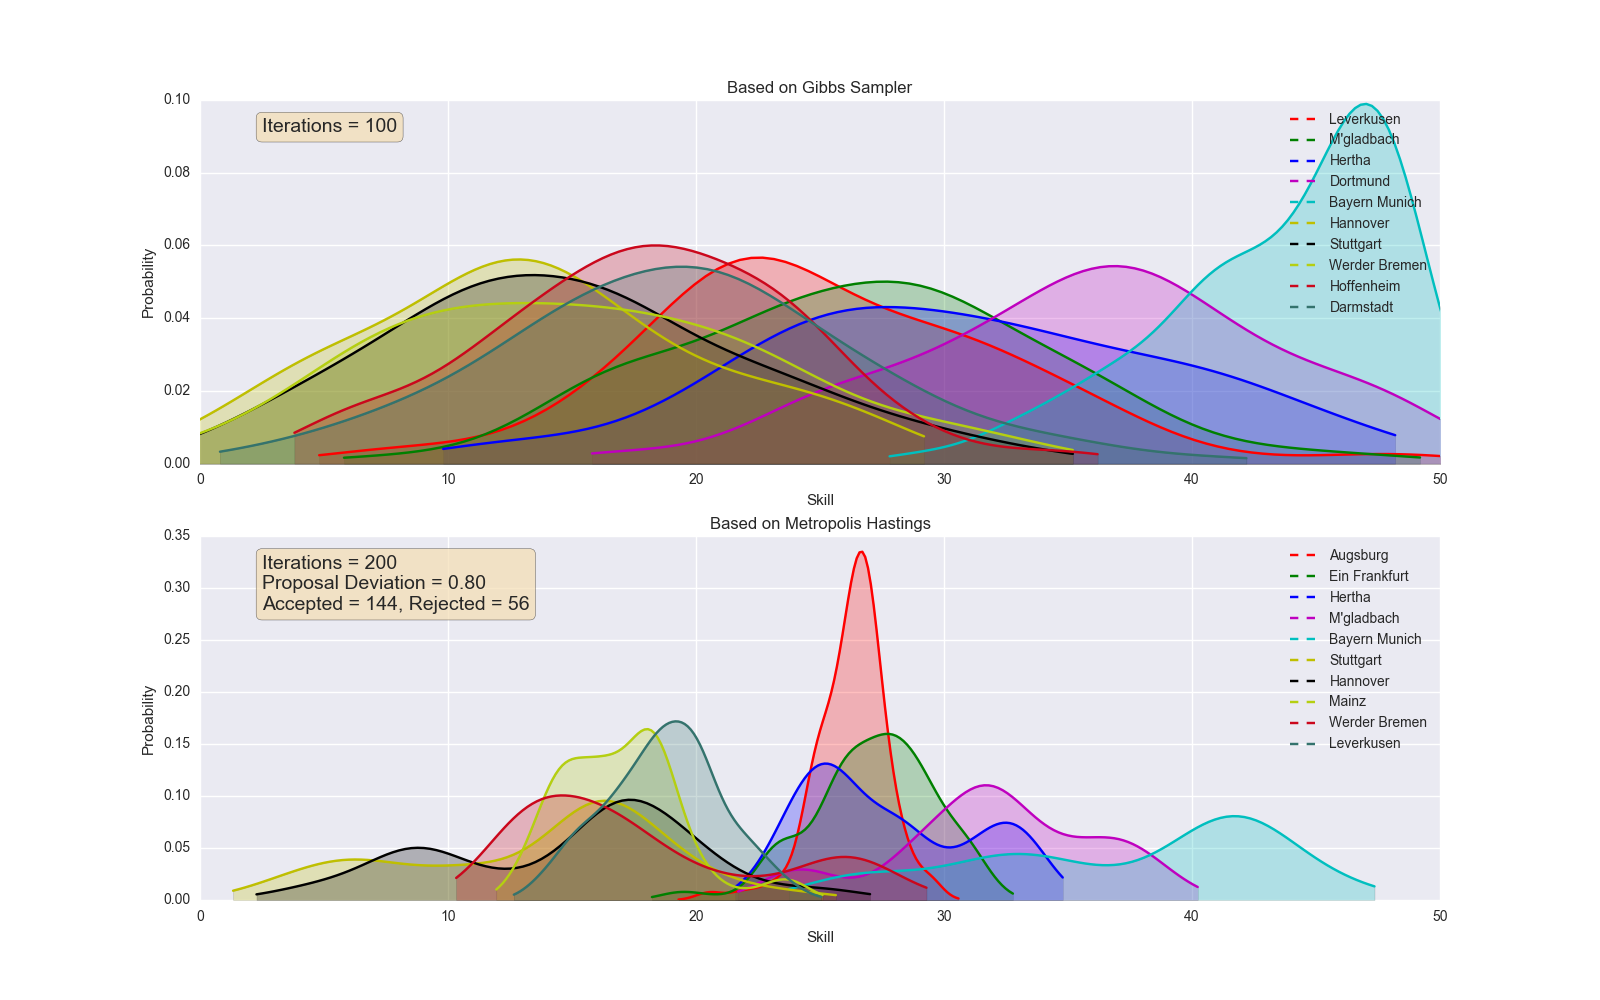 Based on Gibbs Sampler
Iterations = 100
Probability
0.10
0.08
0.06
0.04
0.02
0.00
0 10 20 30 40 50
Skill
Leverkusen
M'gladbach
Hertha
Dortmund
Bayern Munich
Hannover
Stuttgart
Werder Bremen
Hoffenheim
Darmstadt
Based on Metropolis Hastings
Iterations = 200
Proposal Deviation = 0.80
Accepted = 144, Rejected = 56
Probability
0.35
0.30
0.25
0.20
0.15
0.10
0.05
0.00
0 10 20 30 40 50
Skill
Augsburg
Ein Frankfurt
Hertha
M'gladbach
Bayern Munich
Stuttgart
Hannover
Mainz
Werder Bremen
Leverkusen